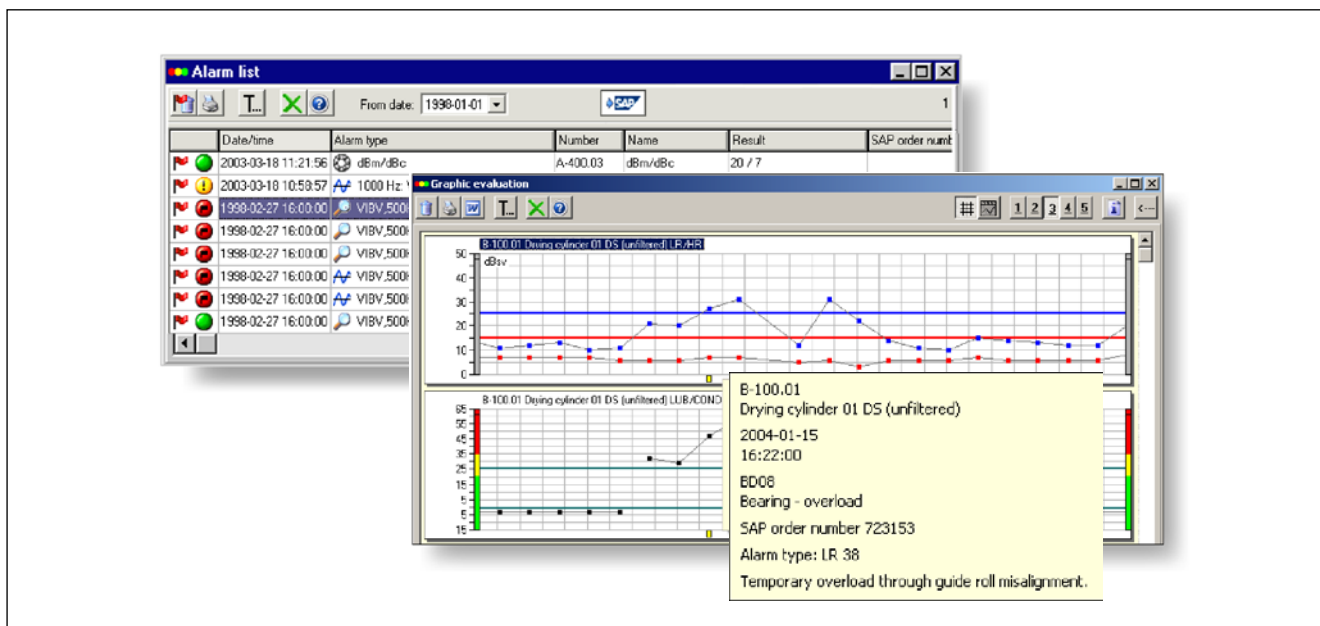 Alarm list
T... From date: 1998-01-01 SAP 1
Date/time Alarm type Number Name Result SAP order numb
2003-03-18 11:21:56 dBm/dBc A-400.03 dBm/dBc 20 / 7
2003-03-18 10:58:57 1000 Hz:
1998-02-27 16:00:00 VIBV,500
1998-02-27 16:00:00 VIBV,500
1998-02-27 16:00:00 VIBV,500
1998-02-27 16:00:00 VIBV,500
1998-02-27 16:00:00 VIBV,500
1998-02-27 16:00:00 VIBV,500
Graphic evaluation
W T... 1 2 3 4 5 <---
B-100.01 Drying cylinder 01 DS (unfiltered) LR/HR
dBsv
50
40
30
20
10
0
B-100.01 Drying cylinder 01 DS (unfiltered) LUB/COND
65
55
45
35
25
15
5
5
15
B-100.01
Drying cylinder 01 DS (unfiltered)
2004-01-15
16:22:00
BD08
Bearing - overload
SAP order number 723153
Alarm type: LR 38
Temporary overload through guide roll misalignment.